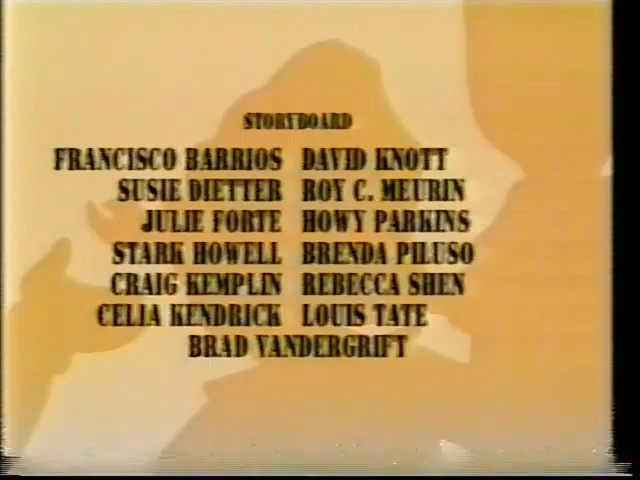 STORYBOARD
FRANCISCO BARRIOS DAVID KNOTT
SUSIE DIETTER ROY C. MEURIN
JULIE FORTE HOWY PARKINS
STARK HOWELL BRENDA PILUSO
CRAIG KEMPLIN REBECCA SHEN
CELIA KENDRICK LOUIS TATE
BRAD VANDERGRIFT